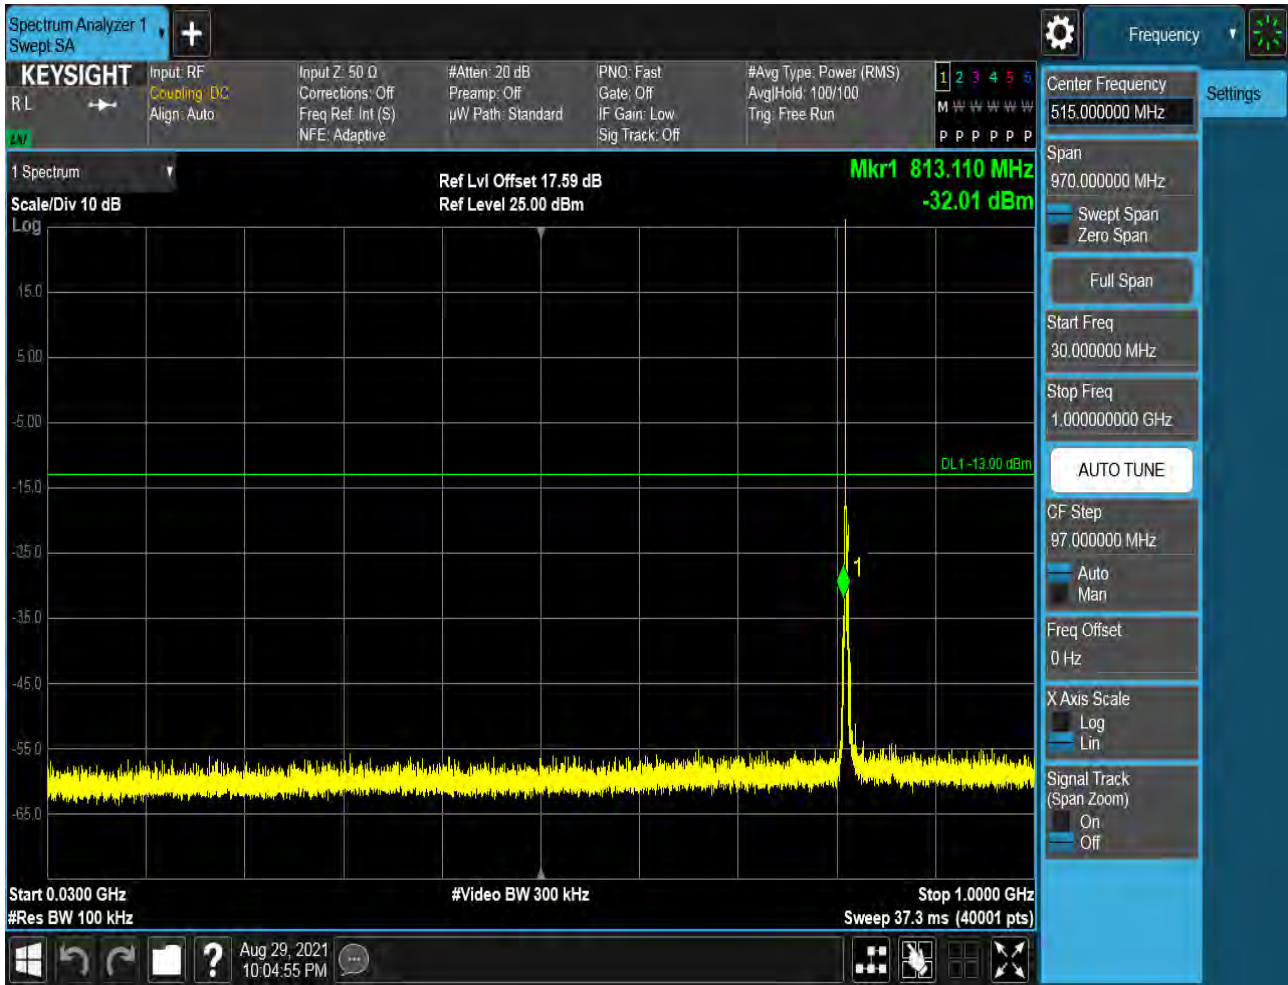 Spectrum Analyzer 1
Swept SA
Frequency
KEYSIGHT
R L
Input: RF
Coupling: DC
Align: Auto
Input Z: 50 Ω
Corrections: Off
Freq Ref: Int (S)
NFE: Adaptive
#Atten: 20 dB
Preamp: Off
µW Path: Standard
PNO: Fast
Gate: Off
IF Gain: Low
Sig Track: Off
#Avg Type: Power (RMS)
Avg|Hold: 100/100
Trig: Free Run
1 2 3 4 5 6
M W W W W W
P P P P P P
1 Spectrum
Scale/Div 10 dB
Log
Ref Lvl Offset 17.59 dB
Ref Level 25.00 dBm
Mkr1 813.110 MHz
-32.01 dBm
15.0
5.00
-5.00
-15.0
-25.0
-35.0
-45.0
-55.0
-65.0
DL1 -13.00 dBm
1
Start 0.0300 GHz
#Res BW 100 kHz
#Video BW 300 kHz
Stop 1.0000 GHz
Sweep 37.3 ms (40001 pts)
Aug 29, 2021
10:04:55 PM
Center Frequency
515.000000 MHz
Span
970.000000 MHz
Swept Span
Zero Span
Full Span
Start Freq
30.000000 MHz
Stop Freq
1.000000000 GHz
AUTO TUNE
CF Step
97.000000 MHz
Auto
Man
Freq Offset
0 Hz
X Axis Scale
Log
Lin
Signal Track
(Span Zoom)
On
Off
Settings